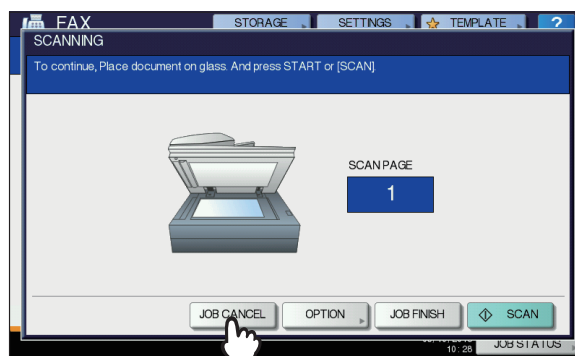 FAX STORAGE SETTINGS TEMPLATE ?
SCANNING
To continue, Place document on glass. And press START or [SCAN].
SCAN PAGE
1
JOB CANCEL OPTION JOB FINISH SCAN
10:28 JOB STATUS